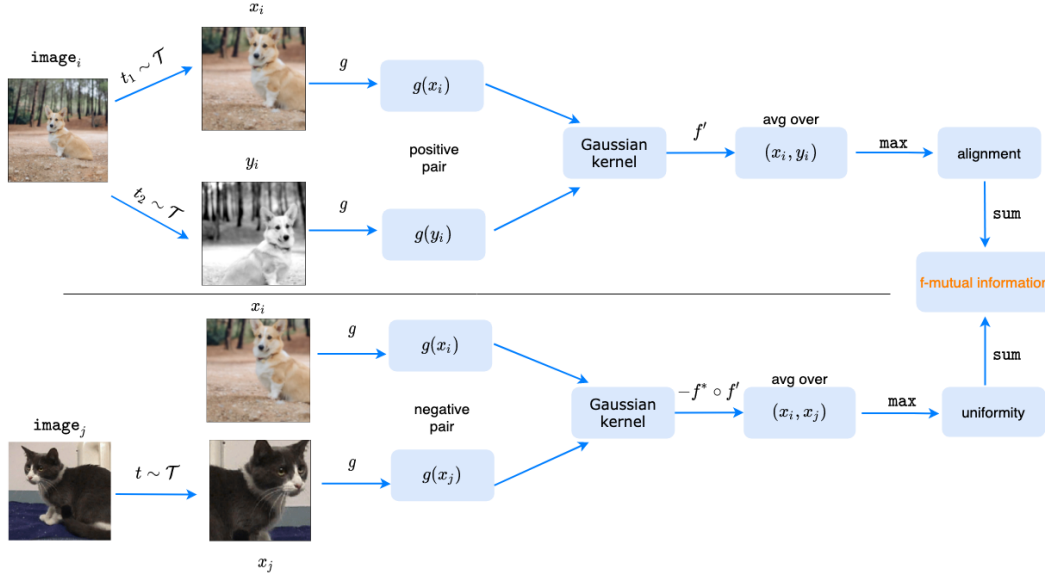 image_i
t_1 ∼ 𝒯
x_i
g
g(x_i)
t_2 ∼ 𝒯
y_i
g
g(y_i)
positive
pair
Gaussian
kernel
f′
avg over
(x_i, y_i)
max
alignment
sum
f-mutual information
x_i
g
g(x_i)
image_j
t ∼ 𝒯
x_j
g
g(x_j)
negative
pair
Gaussian
kernel
−f* ∘ f′
avg over
(x_i, x_j)
max
uniformity
sum